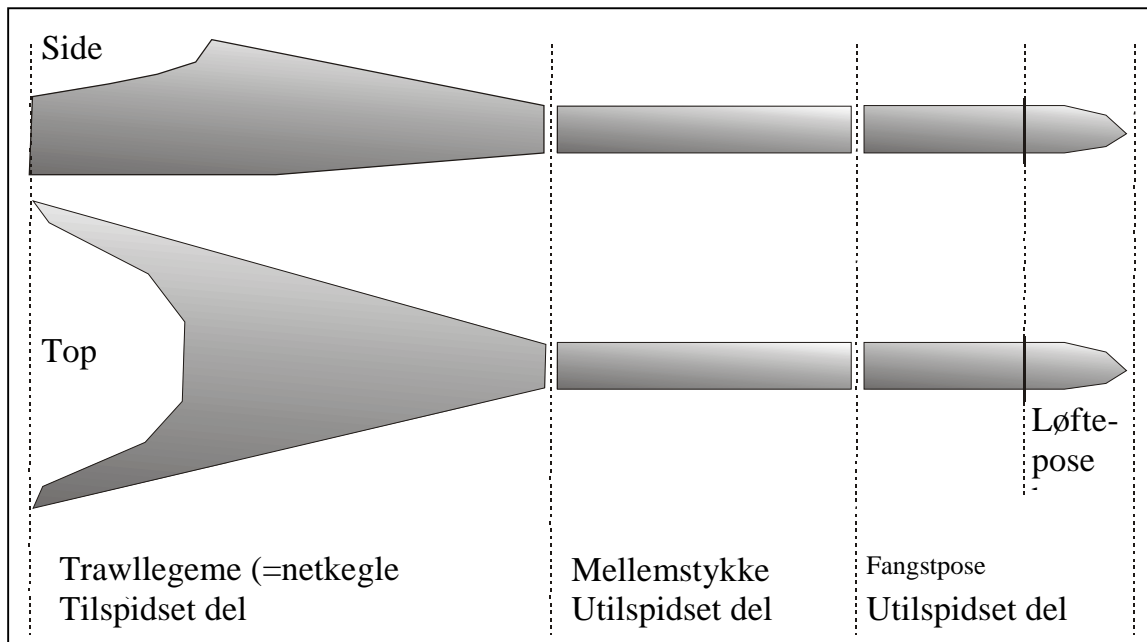 Side
Top
Løfte-
pose
Trawllegeme (=netkegle
Tilspidset del
Mellemstykke
Utilspidset del
Fangstpose
Utilspidset del